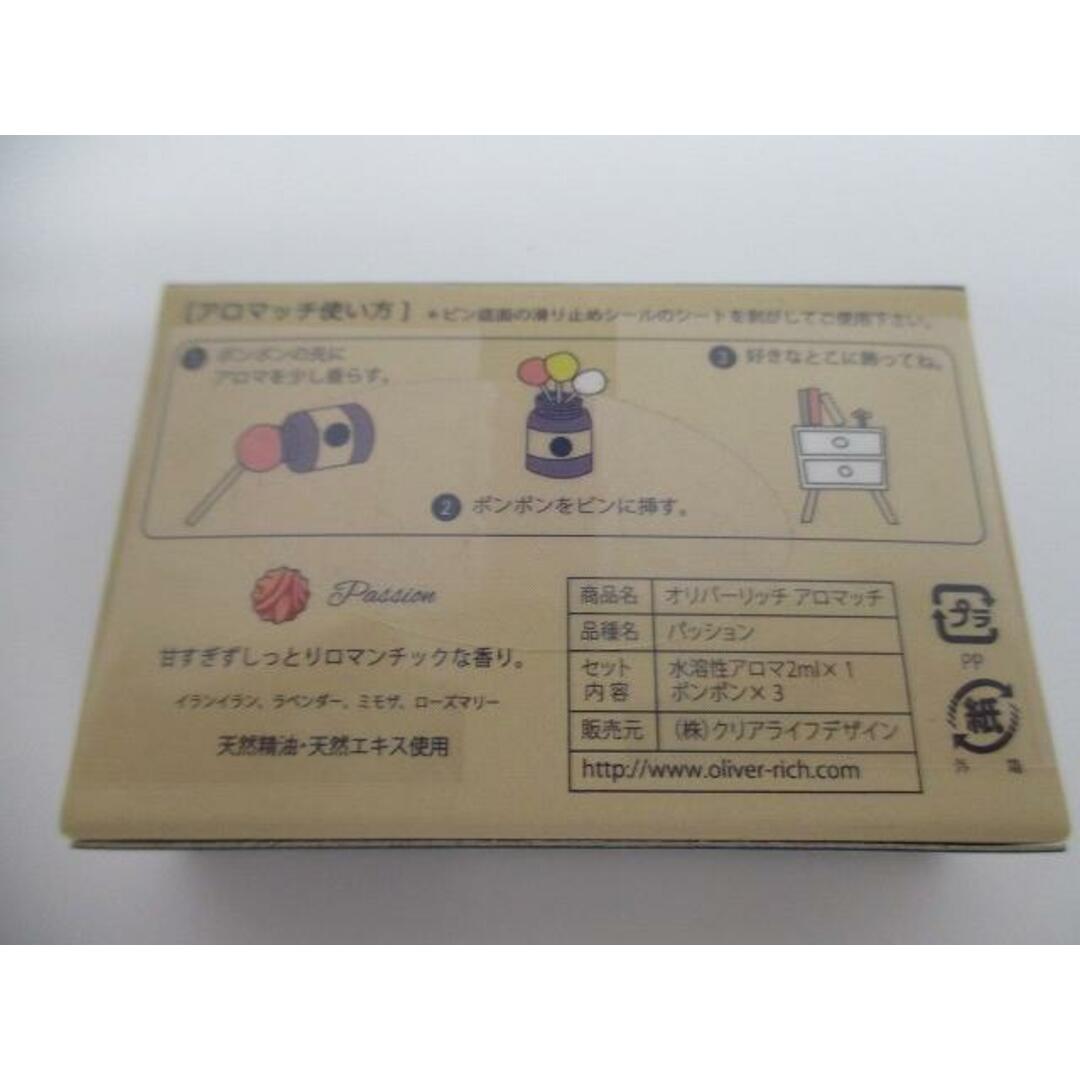 [アロマッチ使い方] *ビン底面の滑り止めシールのシートを剥がしてご使用下さい。
1 ポンポンの先に
アロマを少し垂らす。
2 ポンポンをビンに挿す。
3 好きなとこに飾ってね。
Passion
甘すぎずしっとりロマンチックな香り。
イランイラン、ラベンダー、ミモザ、ローズマリー
天然精油・天然エキス使用
商品名 オリバーリッチ アロマッチ
品種名 パッション
セット 水溶性アロマ2ml×1
内容 ポンポン×3
販売元 (株)クリアライフデザイン
http://www.oliver-rich.com
プラ
PP
紙
外箱